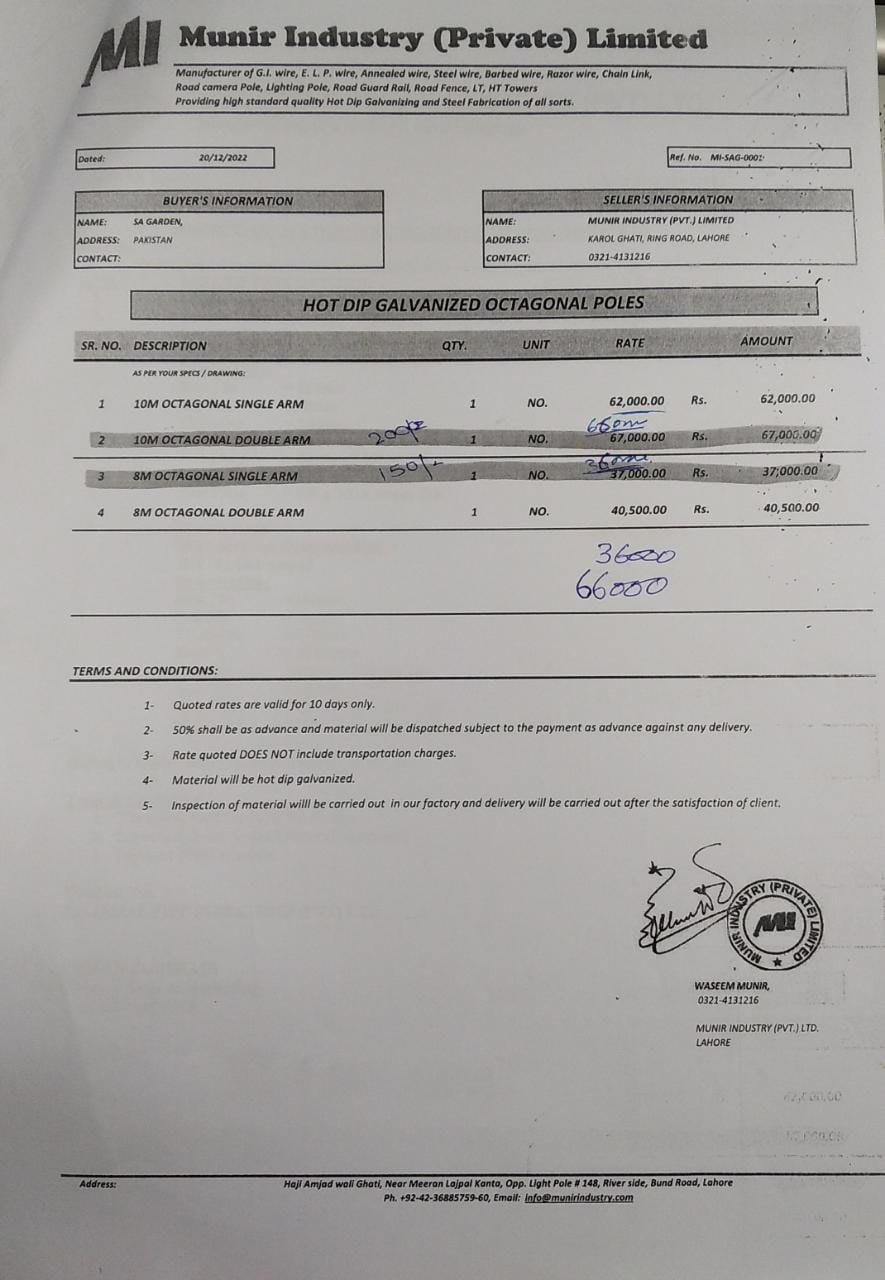 MI Munir Industry (Private) Limited
Manufacturer of G.I. wire, E. L. P. wire, Annealed wire, Steel wire, Barbed wire, Razor wire, Chain Link,
Road camera Pole, Lighting Pole, Road Guard Rail, Road Fence, LT, HT Towers
Providing high standard quality Hot Dip Galvanizing and Steel Fabrication of all sorts.
Dated: 20/12/2022 Ref. No. MI-SAG-0001
BUYER'S INFORMATION SELLER'S INFORMATION
NAME: SA GARDEN, NAME: MUNIR INDUSTRY (PVT.) LIMITED
ADDRESS: PAKISTAN ADDRESS: KAROL GHATI, RING ROAD, LAHORE
CONTACT: CONTACT: 0321-4131216
HOT DIP GALVANIZED OCTAGONAL POLES
SR. NO. DESCRIPTION QTY. UNIT RATE AMOUNT
AS PER YOUR SPECS / DRAWING:
1 10M OCTAGONAL SINGLE ARM 1 NO. 62,000.00 Rs. 62,000.00
2 10M OCTAGONAL DOUBLE ARM 1 NO. 67,000.00 Rs. 67,000.00
150/-
3 8M OCTAGONAL SINGLE ARM 1 NO. 37,000.00 Rs. 37,000.00
4 8M OCTAGONAL DOUBLE ARM 1 NO. 40,500.00 Rs. 40,500.00
36000
66000
TERMS AND CONDITIONS:
1- Quoted rates are valid for 10 days only.
2- 50% shall be as advance and material will be dispatched subject to the payment as advance against any delivery.
3- Rate quoted DOES NOT include transportation charges.
4- Material will be hot dip galvanized.
5- Inspection of material willl be carried out in our factory and delivery will be carried out after the satisfaction of client.
MUNIR INDUSTRY (PRIVATE) LIMITED
MI
WASEEM MUNIR,
0321-4131216
MUNIR INDUSTRY (PVT.) LTD.
LAHORE
Address: Haji Amjad wali Ghati, Near Meeran Lajpal Kanta, Opp. Light Pole # 148, River side, Bund Road, Lahore
Ph. +92-42-36885759-60, Email: info@munirindustry.com